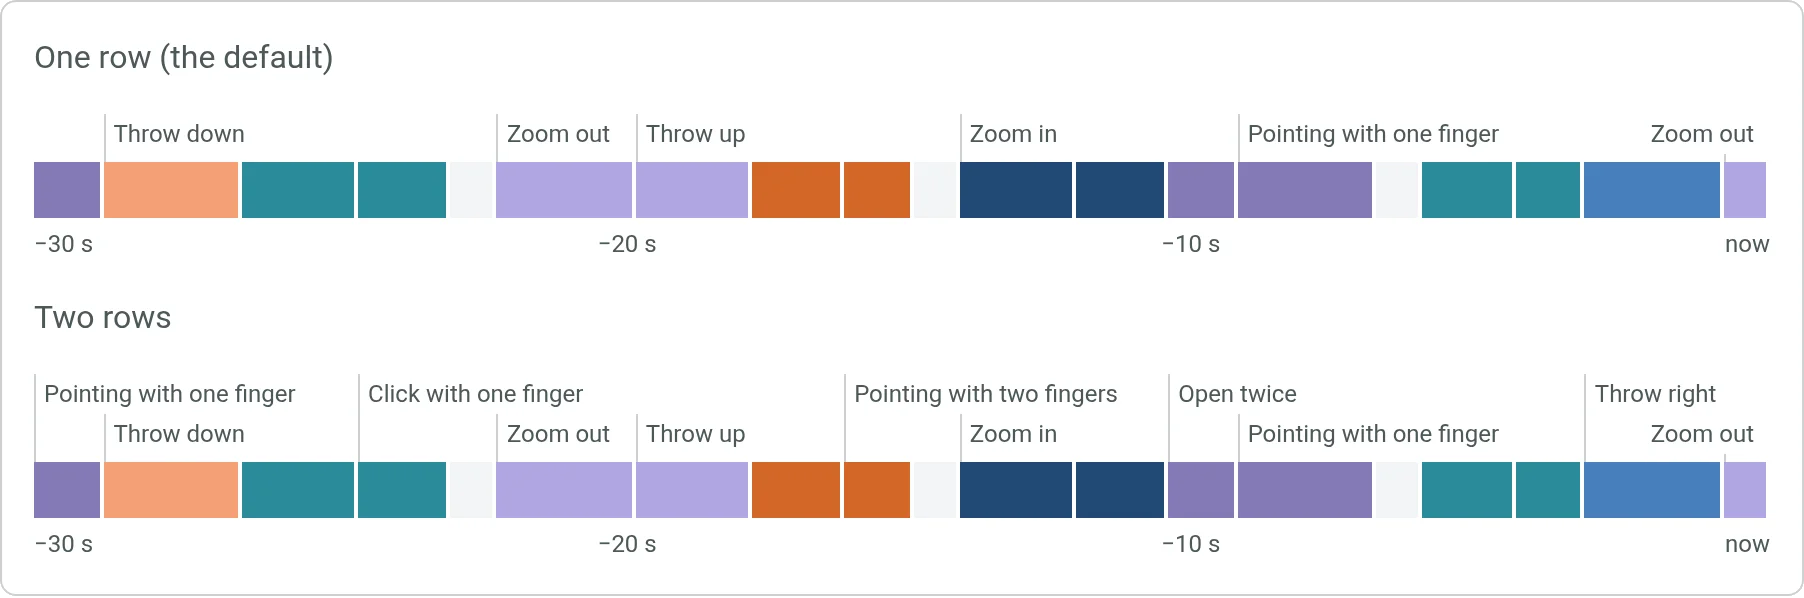 One row (the default)
Throw down Zoom out Throw up Zoom in Pointing with one finger Zoom out
−30 s −20 s −10 s now
Two rows
Pointing with one finger Click with one finger Pointing with two fingers Open twice Throw right
Throw down Zoom out Throw up Zoom in Pointing with one finger Zoom out
−30 s −20 s −10 s now